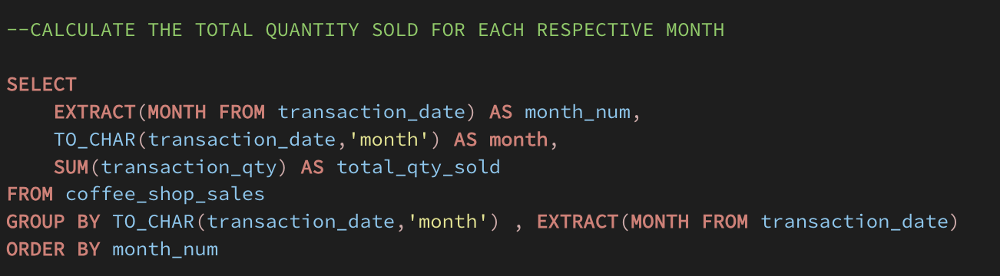 --CALCULATE THE TOTAL QUANTITY SOLD FOR EACH RESPECTIVE MONTH
SELECT
EXTRACT(MONTH FROM transaction_date) AS month_num,
TO_CHAR(transaction_date,'month') AS month,
SUM(transaction_qty) AS total_qty_sold
FROM coffee_shop_sales
GROUP BY TO_CHAR(transaction_date,'month') , EXTRACT(MONTH FROM transaction_date)
ORDER BY month_num